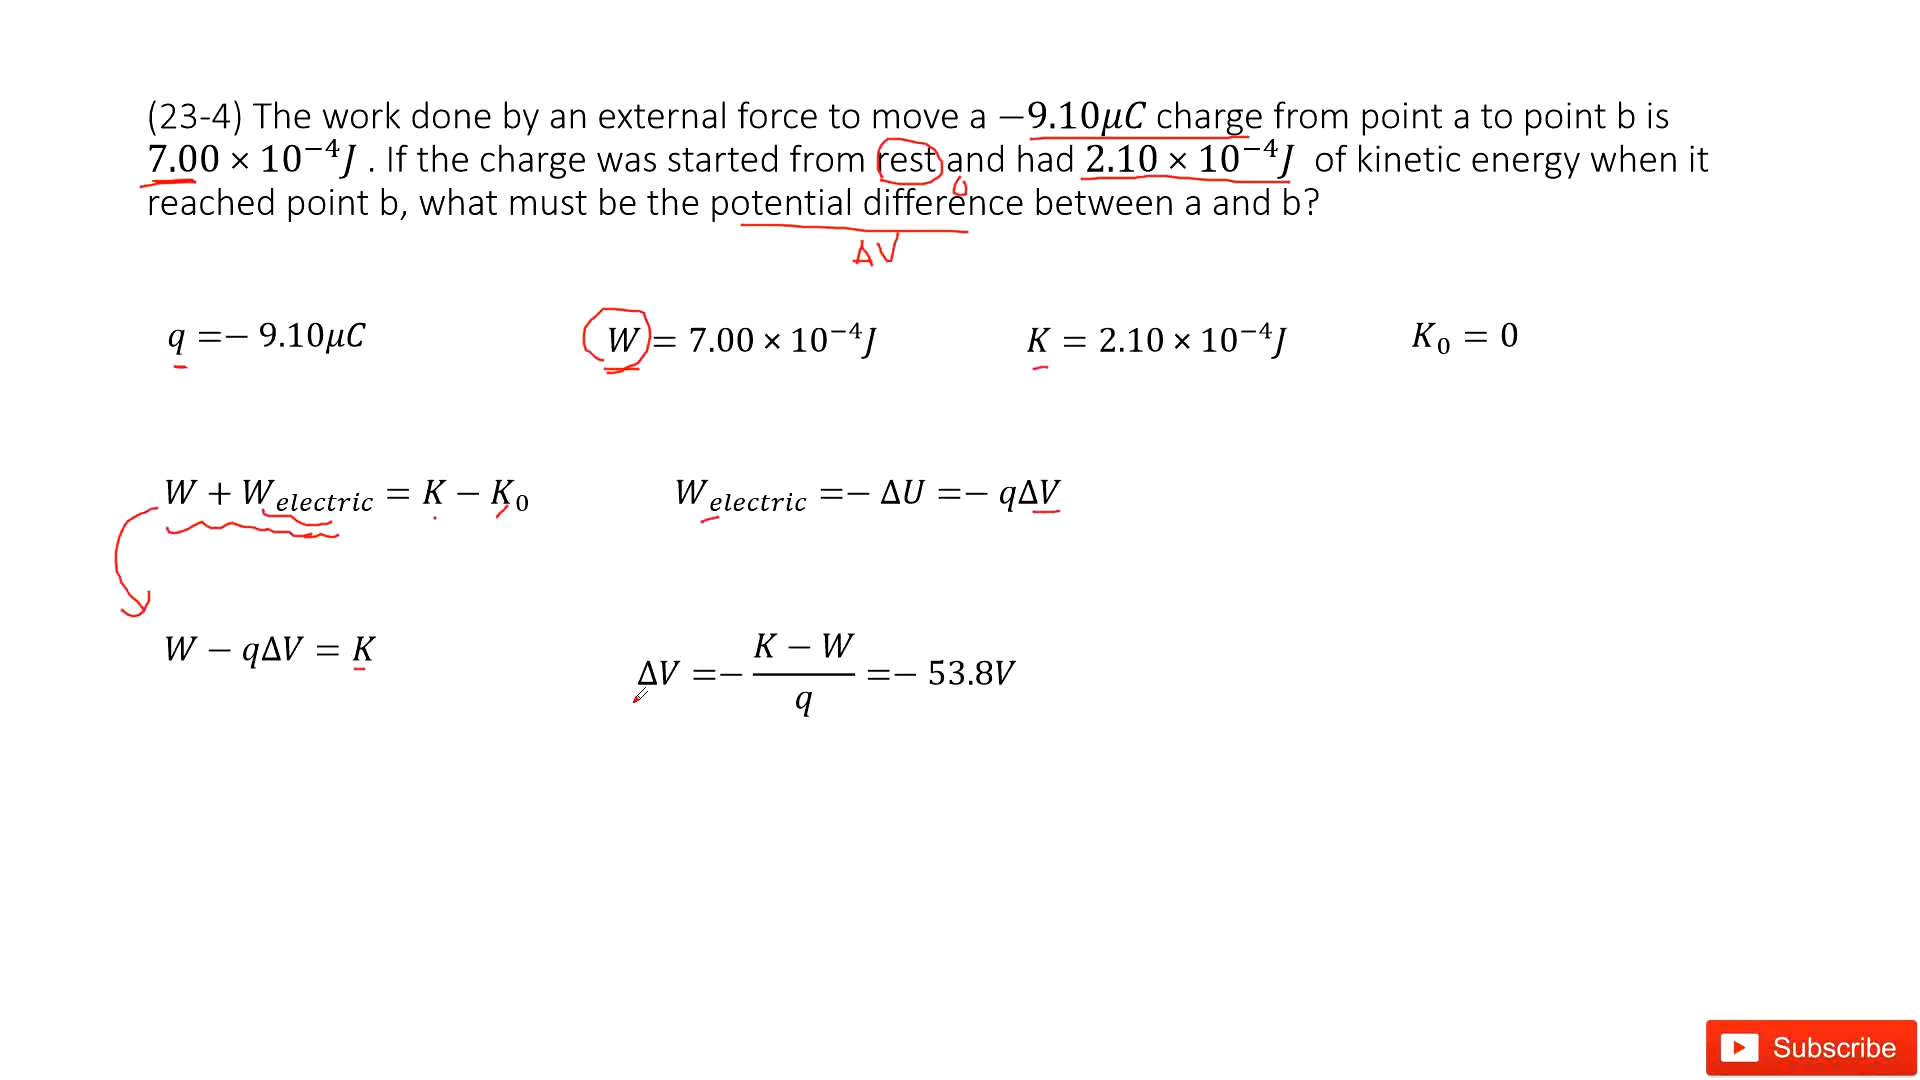 (23-4) The work done by an external force to move a −9.10μC charge from point a to point b is
7.00 × 10⁻⁴J . If the charge was started from rest and had 2.10 × 10⁻⁴J of kinetic energy when it
0
reached point b, what must be the potential difference between a and b?
ΔV
q =− 9.10μC W = 7.00 × 10⁻⁴J K = 2.10 × 10⁻⁴J K₀ = 0
W + W_electric = K − K₀ W_electric =− ΔU =− qΔV
W − qΔV = K ΔV =− (K − W)/q =− 53.8V
Subscribe